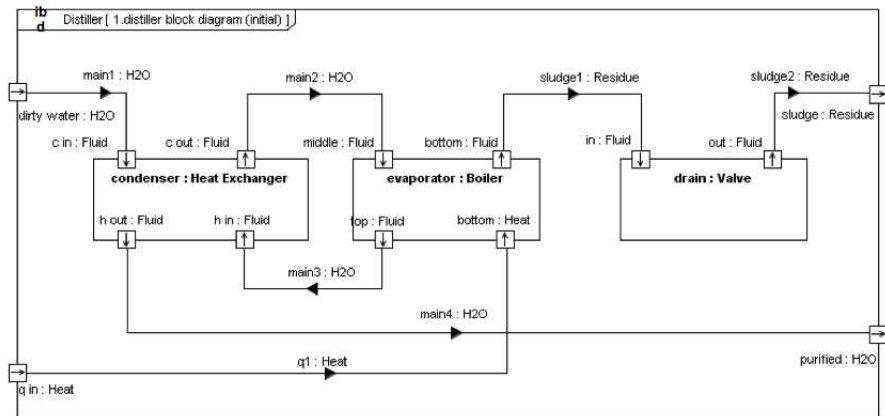 ib
d
Distiller [ 1.distiller block diagram (initial) ]
main1 : H2O
main2 : H2O
sludge1 : Residue
sludge2 : Residue
dirty water : H2O
sludge : Residue
c in : Fluid
c out : Fluid
middle : Fluid
bottom : Fluid
in : Fluid
out : Fluid
condenser : Heat Exchanger
evaporator : Boiler
drain : Valve
h out : Fluid
h in : Fluid
top : Fluid
bottom : Heat
main3 : H2O
main4 : H2O
purified : H2O
q1 : Heat
q in : Heat